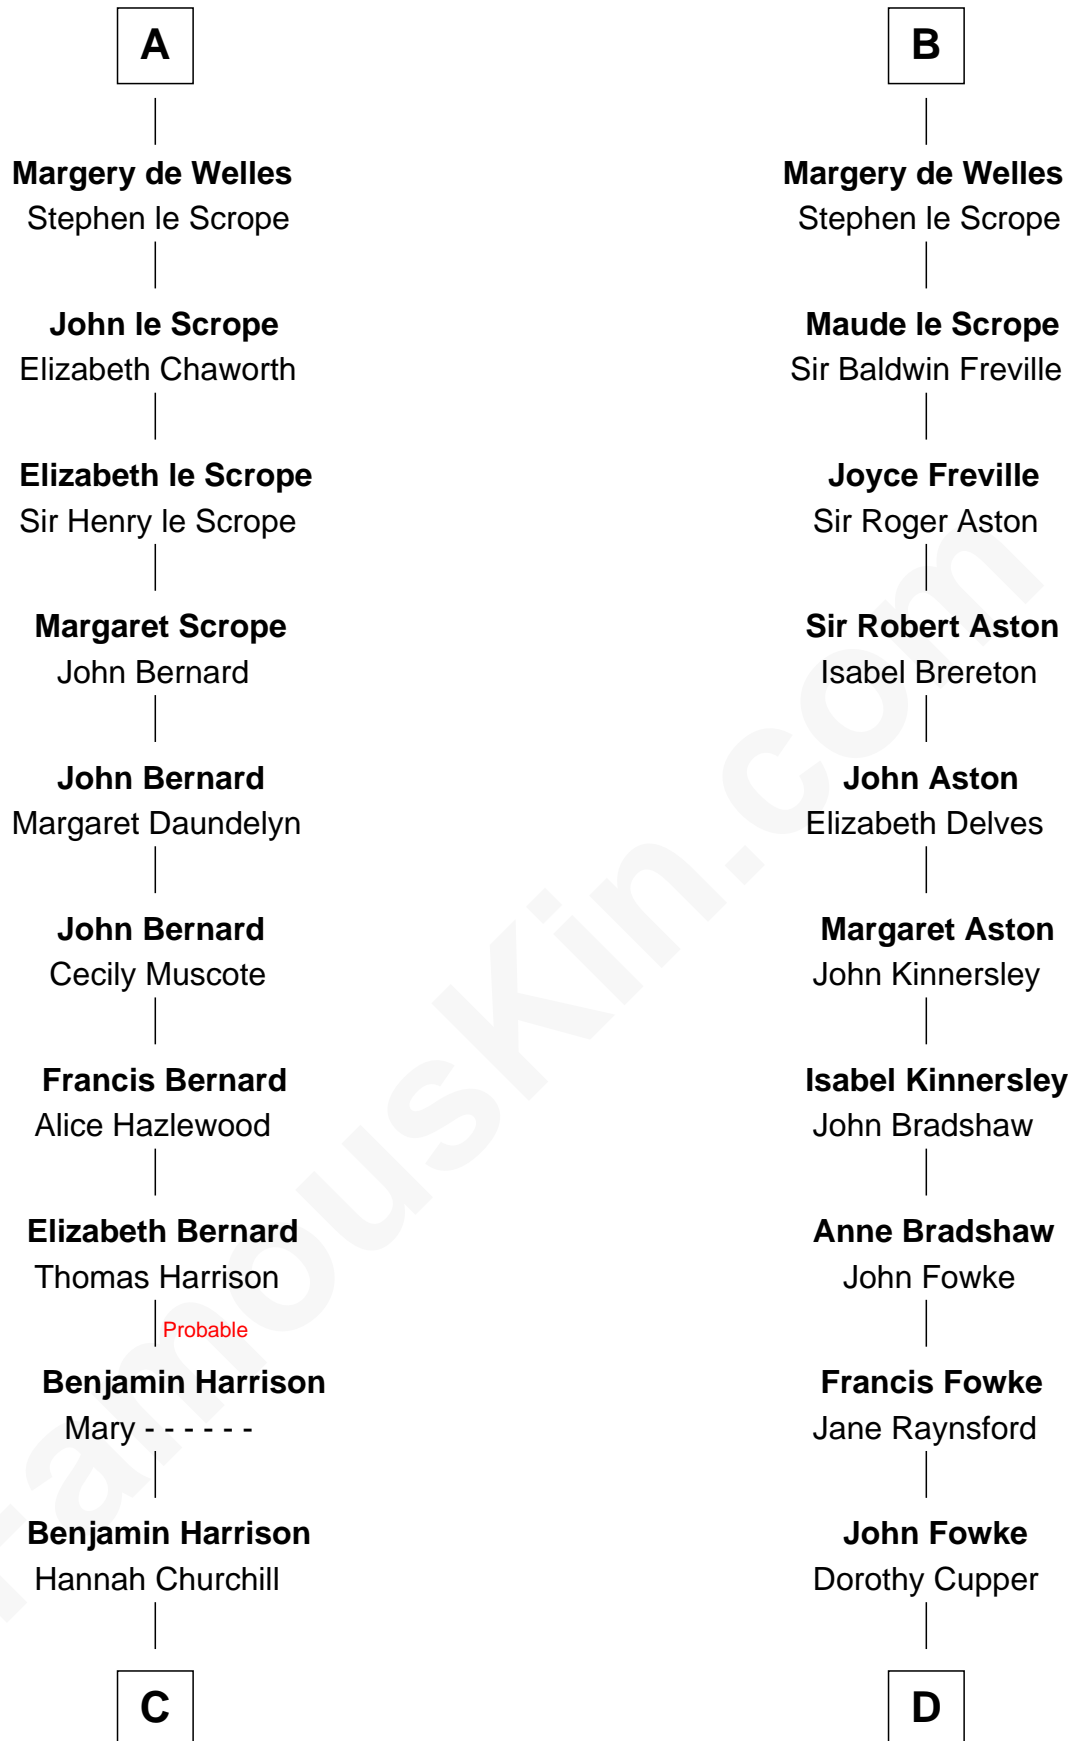 A
Margery de Welles
Stephen le Scrope
John le Scrope
Elizabeth Chaworth
Elizabeth le Scrope
Sir Henry le Scrope
Margaret Scrope
John Bernard
John Bernard
Margaret Daundelyn
John Bernard
Cecily Muscote
Francis Bernard
Alice Hazlewood
Elizabeth Bernard
Thomas Harrison
Probable
Benjamin Harrison
Mary - - - - - -
Benjamin Harrison
Hannah Churchill
C
B
Margery de Welles
Stephen le Scrope
Maude le Scrope
Sir Baldwin Freville
Joyce Freville
Sir Roger Aston
Sir Robert Aston
Isabel Brereton
John Aston
Elizabeth Delves
Margaret Aston
John Kinnersley
Isabel Kinnersley
John Bradshaw
Anne Bradshaw
John Fowke
Francis Fowke
Jane Raynsford
John Fowke
Dorothy Cupper
D
FamousKin.com